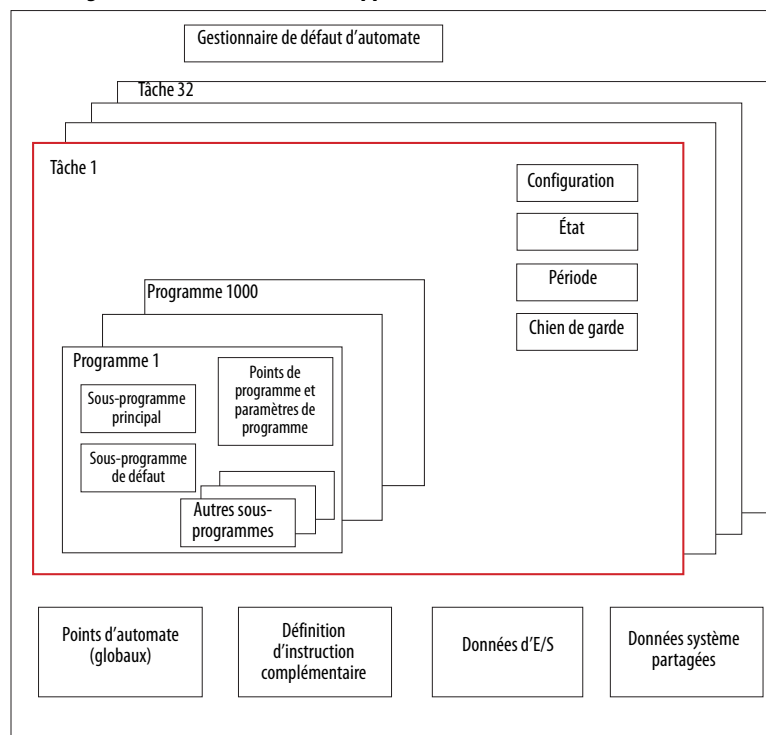 Gestionnaire de défaut d'automate
Tâche 32
Tâche 1
Configuration
État
Période
Chien de garde
Programme 1000
Programme 1
Sous-programme
principal
Points de
programme et
paramètres de
programme
Sous-programme
de défaut
Autres sous-
programmes
Points d'automate
(globaux)
Définition
d'instruction
complémentaire
Données d'E/S
Données système
partagées